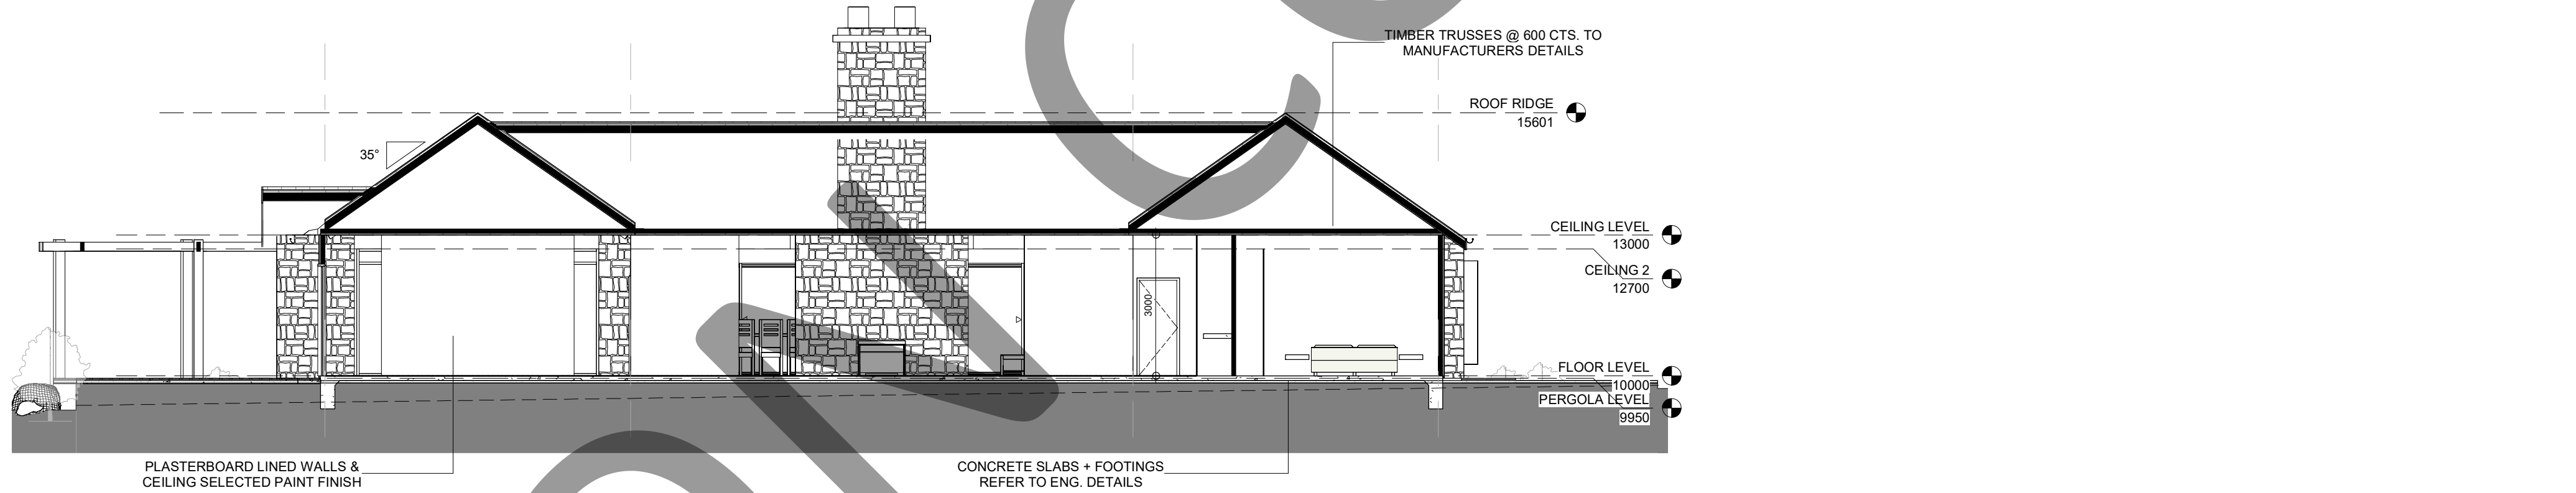 TIMBER TRUSSES @ 600 CTS. TO
MANUFACTURERS DETAILS
ROOF RIDGE
15601
35°
CEILING LEVEL
13000
CEILING 2
12700
3000
FLOOR LEVEL
10000
PERGOLA LEVEL
9950
PLASTERBOARD LINED WALLS &
CEILING SELECTED PAINT FINISH
CONCRETE SLABS + FOOTINGS
REFER TO ENG. DETAILS